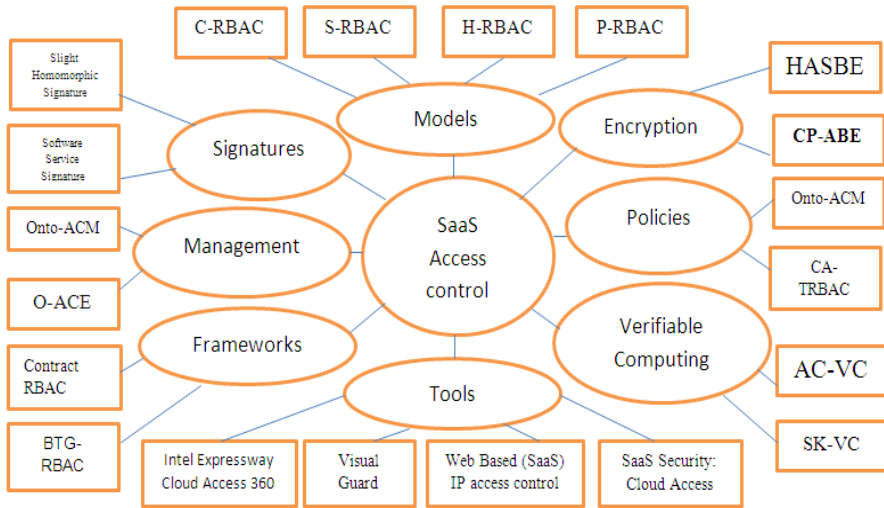 C-RBAC
S-RBAC
H-RBAC
P-RBAC
Slight
Homomorphic
Signature
HASBE
Models
Encryption
Signatures
CP-ABE
Software
Service
Signature
Onto-ACM
Policies
Onto-ACM
Management
SaaS
Access
control
CA-
TRBAC
O-ACE
Frameworks
Verifiable
Computing
Contract
RBAC
AC-VC
Tools
BTG-
RBAC
Intel Expressway
Cloud Access 360
Visual
Guard
Web Based (SaaS)
IP access control
SaaS Security:
Cloud Access
SK-VC